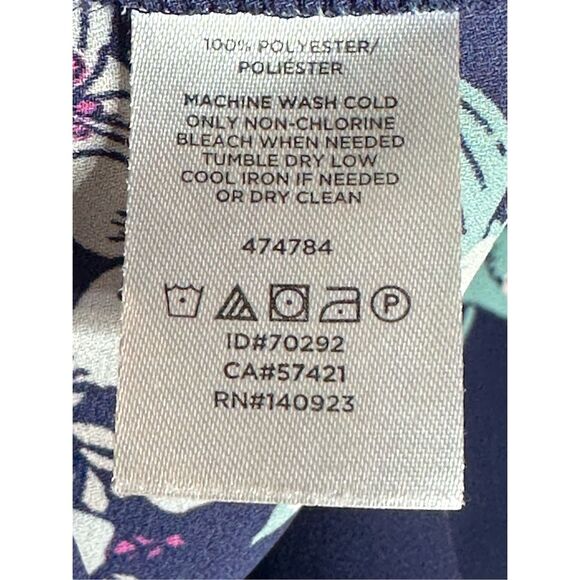 100% POLYESTER/
POLIÉSTER
MACHINE WASH COLD
ONLY NON-CHLORINE
BLEACH WHEN NEEDED
TUMBLE DRY LOW
COOL IRON IF NEEDED
OR DRY CLEAN
474784
P
ID#70292
CA#57421
RN#140923